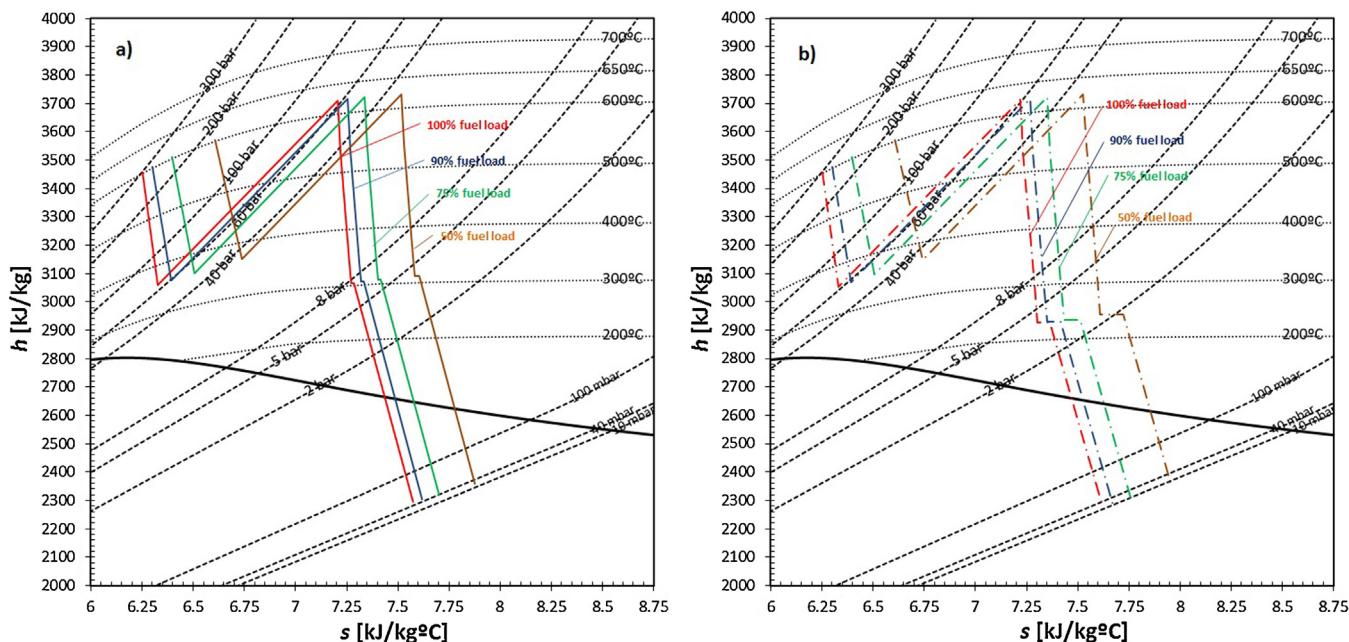 a)
h [kJ/kg]
4000
3900
3800
3700
3600
3500
3400
3300
3200
3100
3000
2900
2800
2700
2600
2500
2400
2300
2200
2100
2000
300 bar
200 bar
100 bar
60 bar
40 bar
8 bar
5 bar
2 bar
100 mbar
40 mbar
10 mbar
700ºC
650ºC
600ºC
500ºC
400ºC
300ºC
200ºC
100% fuel load
90% fuel load
75% fuel load
50% fuel load
6 6.25 6.5 6.75 7 7.25 7.5 7.75 8 8.25 8.5 8.75
s [kJ/kgºC]
b)
h [kJ/kg]
4000
3900
3800
3700
3600
3500
3400
3300
3200
3100
3000
2900
2800
2700
2600
2500
2400
2300
2200
2100
2000
300 bar
200 bar
100 bar
60 bar
40 bar
8 bar
5 bar
2 bar
100 mbar
40 mbar
10 mbar
700ºC
650ºC
600ºC
500ºC
400ºC
300ºC
200ºC
100% fuel load
90% fuel load
75% fuel load
50% fuel load
6 6.25 6.5 6.75 7 7.25 7.5 7.75 8 8.25 8.5 8.75
s [kJ/kgºC]